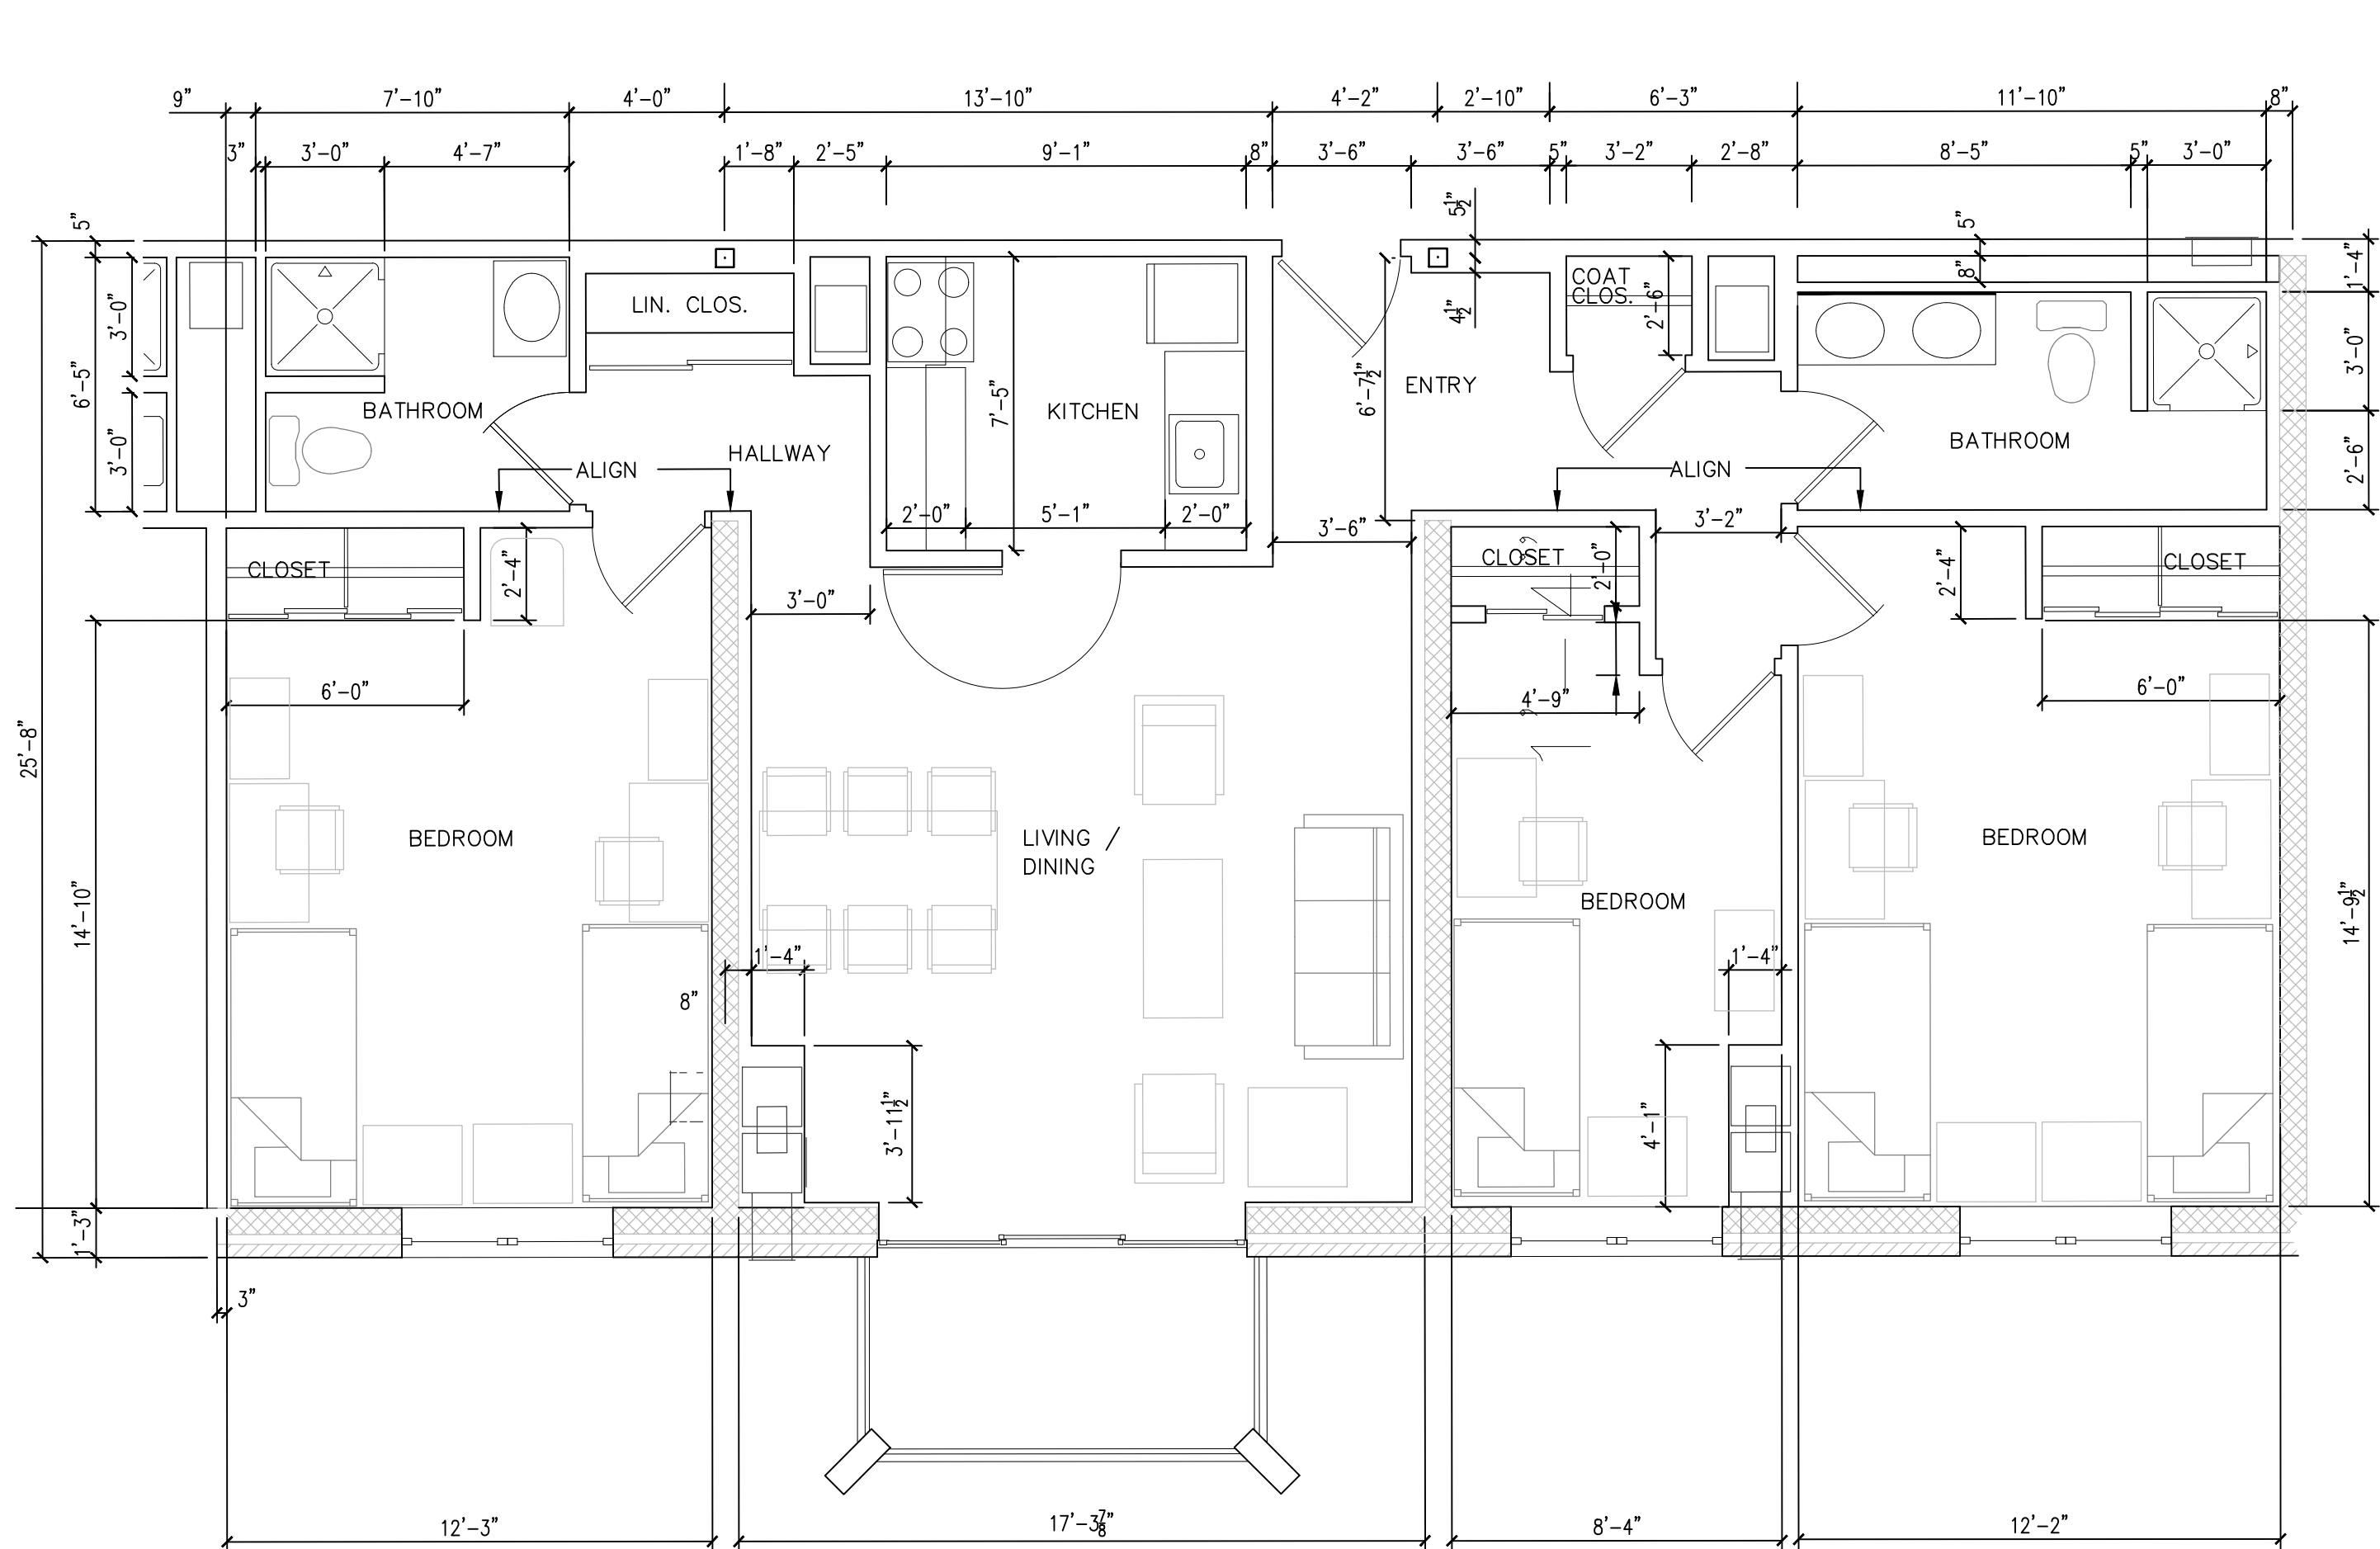 9" 7'-10" 4'-0" 13'-10" 4'-2" 2'-10" 6'-3" 11'-10" 8"
3" 3'-0" 4'-7" 1'-8" 2'-5" 9'-1" 8" 3'-6" 3'-6" 5" 3'-2" 2'-8" 8'-5" 5" 3'-0"
5" 5½" 5"
1'-4"
8"
COAT
CLOS.
2'-6"
LIN. CLOS.
3'-0" 4½"
3'-0"
6'-5" 7'-5" 6'-7½"
ENTRY
BATHROOM KITCHEN
3'-0" HALLWAY BATHROOM
2'-6"
ALIGN ALIGN
2'-0" 5'-1" 2'-0" 3'-6" 3'-2"
CLOSET 2'-4" CLOSET 2'-0" 2'-4" CLOSET
3'-0"
6'-0" 4'-9" 6'-0"
25'-8"
BEDROOM LIVING / BEDROOM
DINING
14'-10" BEDROOM 14'-9½"
1'-4" 1'-4"
8"
3'-11½" 4'-1"
1'-3"
3"
12'-3" 17'-3⅞" 8'-4" 12'-2"